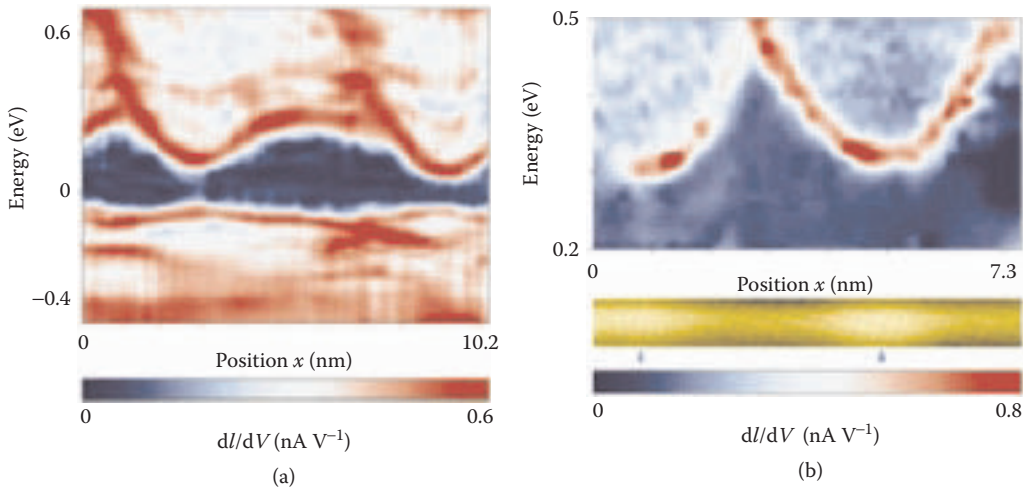 0.6
0
−0.4
Energy (eV)
0
10.2
Position x (nm)
0
0.6
dI/dV (nA V−1)
(a)
0.5
0.2
Energy (eV)
0
7.3
Position x (nm)
0
0.8
dI/dV (nA V−1)
(b)